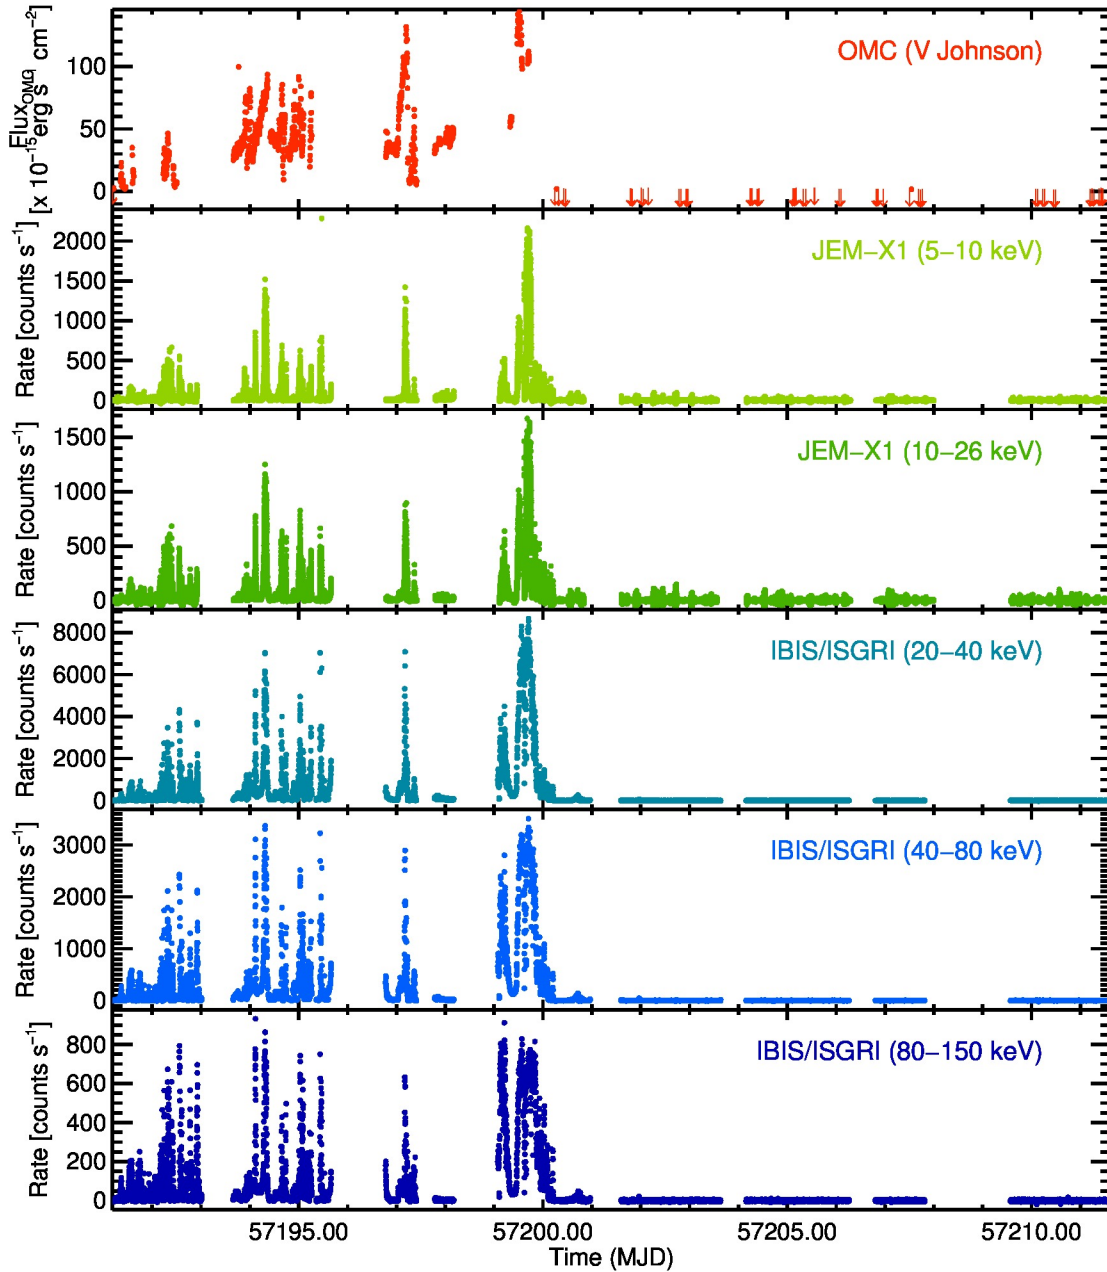 OMC (V Johnson)
Flux_OMC
[x 10⁻¹⁵ erg s cm⁻²]
100
50
0
JEM−X1 (5−10 keV)
Rate [counts s⁻¹]
2000
1500
1000
500
0
JEM−X1 (10−26 keV)
Rate [counts s⁻¹]
1500
1000
500
0
IBIS/ISGRI (20−40 keV)
Rate [counts s⁻¹]
8000
6000
4000
2000
0
IBIS/ISGRI (40−80 keV)
Rate [counts s⁻¹]
3000
2000
1000
0
IBIS/ISGRI (80−150 keV)
Rate [counts s⁻¹]
800
600
400
200
0
57195.00 57200.00 57205.00 57210.00
Time (MJD)